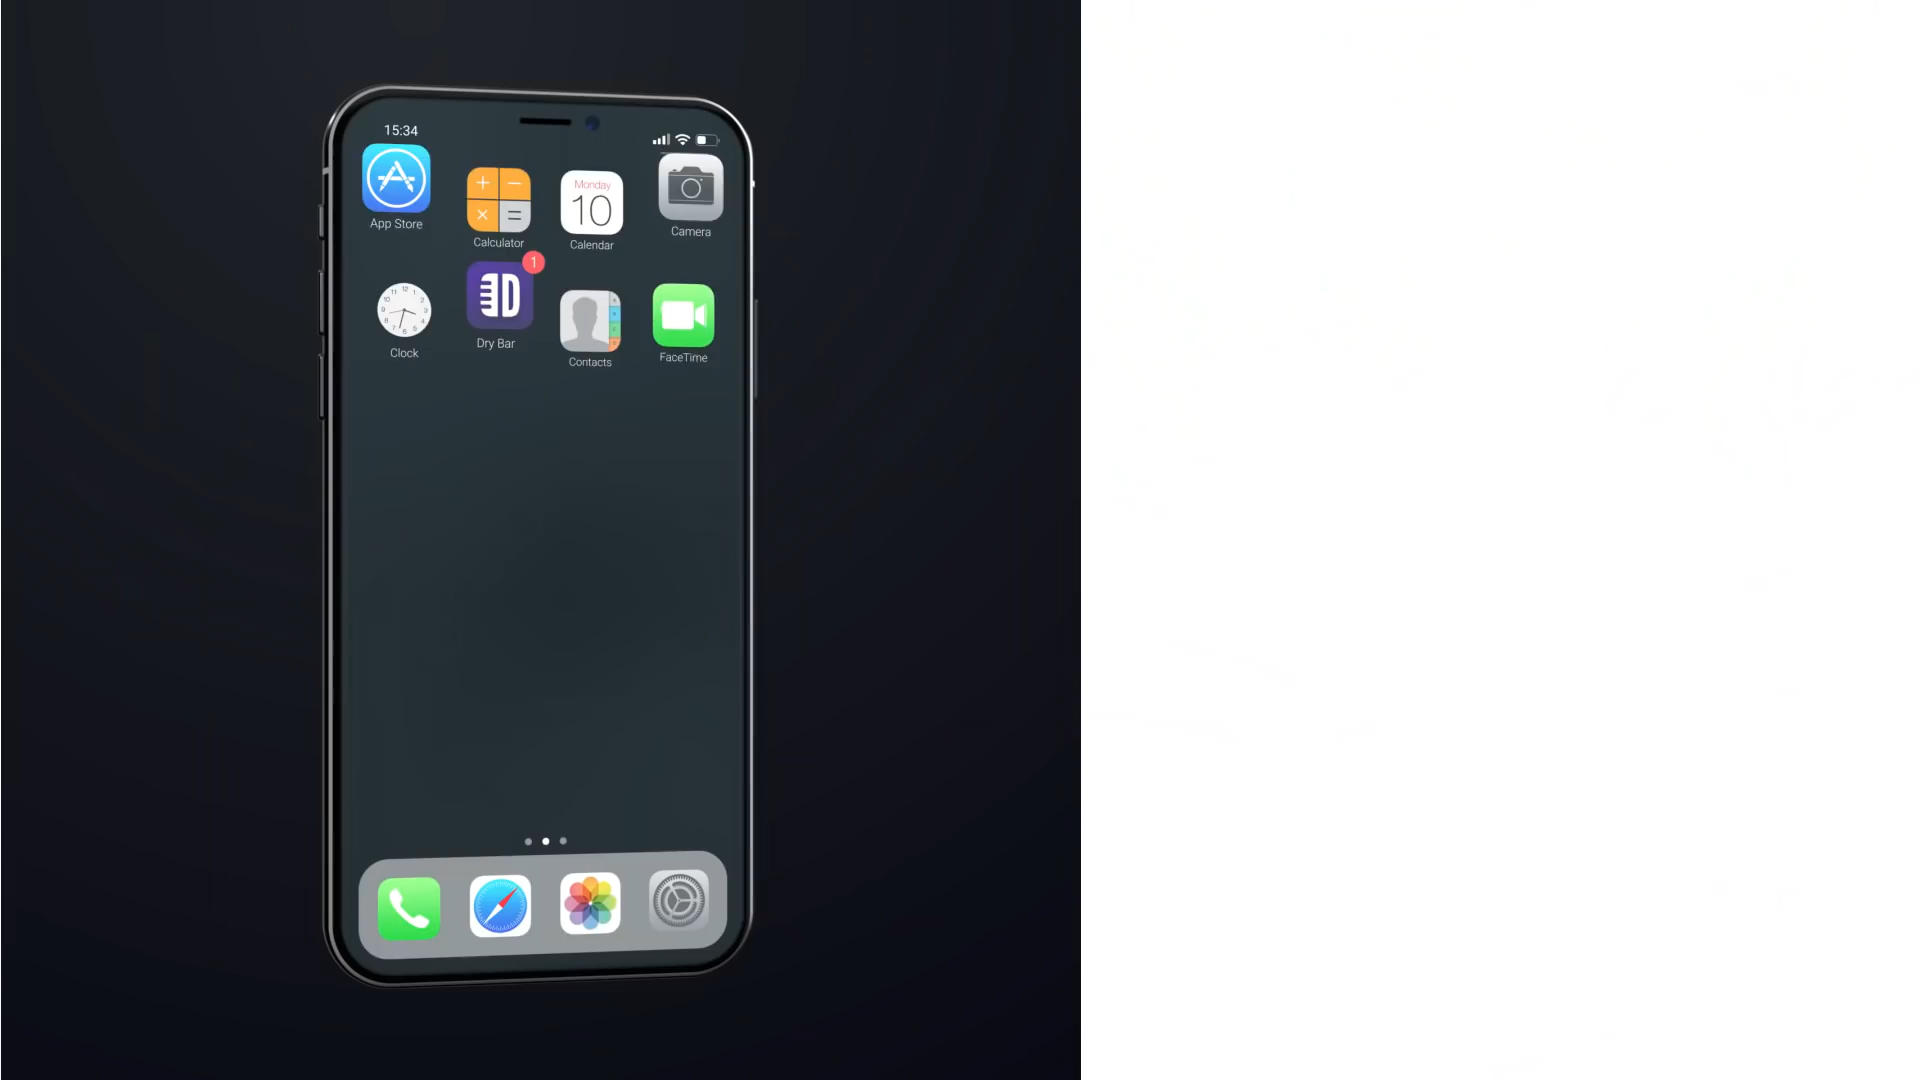 15:34
App Store
Calculator
Monday
10
Calendar
Camera
Clock
1
Dry Bar
Contacts
FaceTime